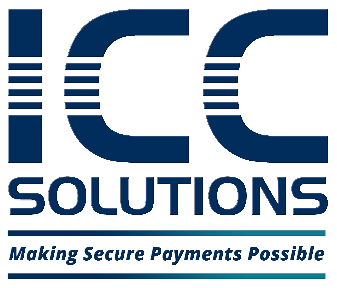 ICC
SOLUTIONS
Making Secure Payments Possible